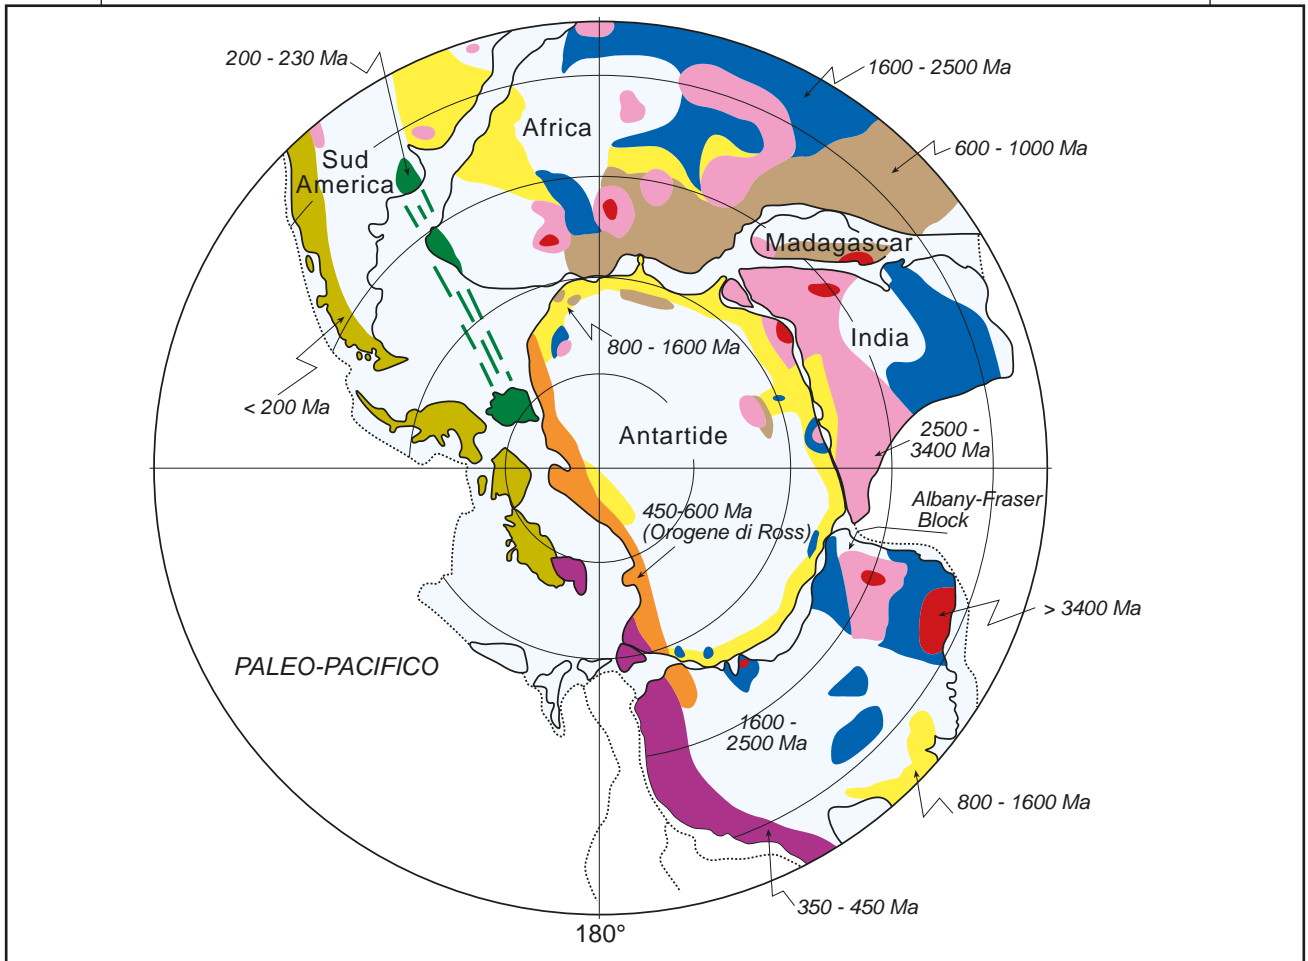 200 - 230 Ma
1600 - 2500 Ma
Africa
600 - 1000 Ma
Sud
America
Madagascar
India
800 - 1600 Ma
< 200 Ma
Antartide
2500 -
3400 Ma
Albany-Fraser
Block
450-600 Ma
(Orogene di Ross)
> 3400 Ma
PALEO-PACIFICO
1600 -
2500 Ma
800 - 1600 Ma
350 - 450 Ma
180°